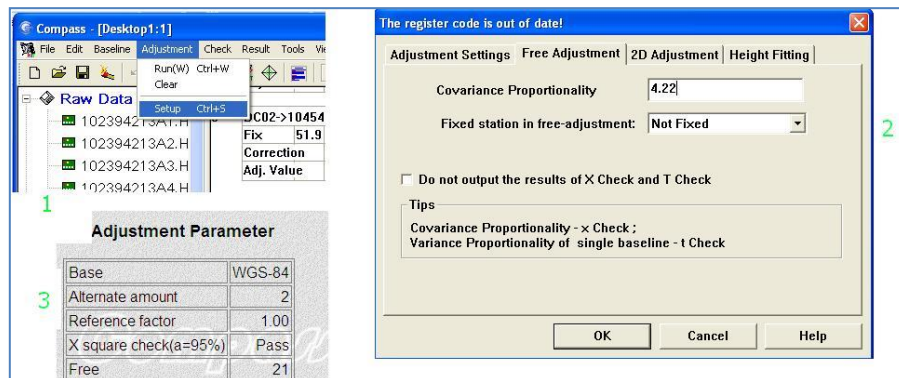 Compass - [Desktop1:1]
File Edit Baseline Adjustment Check Result Tools
Run(W) Ctrl+W
Clear
Setup Ctrl+S
Raw Data
102394213A1.H
102394213A2.H
102394213A3.H
102394213A4.H
DC02->10454
Fix 51.9
Correction
Adj. Value
1
The register code is out of date!
Adjustment Settings Free Adjustment 2D Adjustment Height Fitting
Covariance Proportionality 4.22
Fixed station in free-adjustment: Not Fixed
Do not output the results of X Check and T Check
Tips
Covariance Proportionality - x Check ;
Variance Proportionality of single baseline - t Check
OK Cancel Help
2
Adjustment Parameter
Base WGS-84
Alternate amount 2
Reference factor 1.00
X square check(a=95%) Pass
Free 21
3